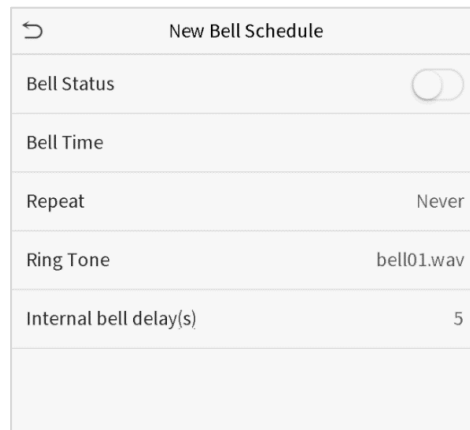 New Bell Schedule
Bell Status
Bell Time
Repeat Never
Ring Tone bell01.wav
Internal bell delay(s) 5